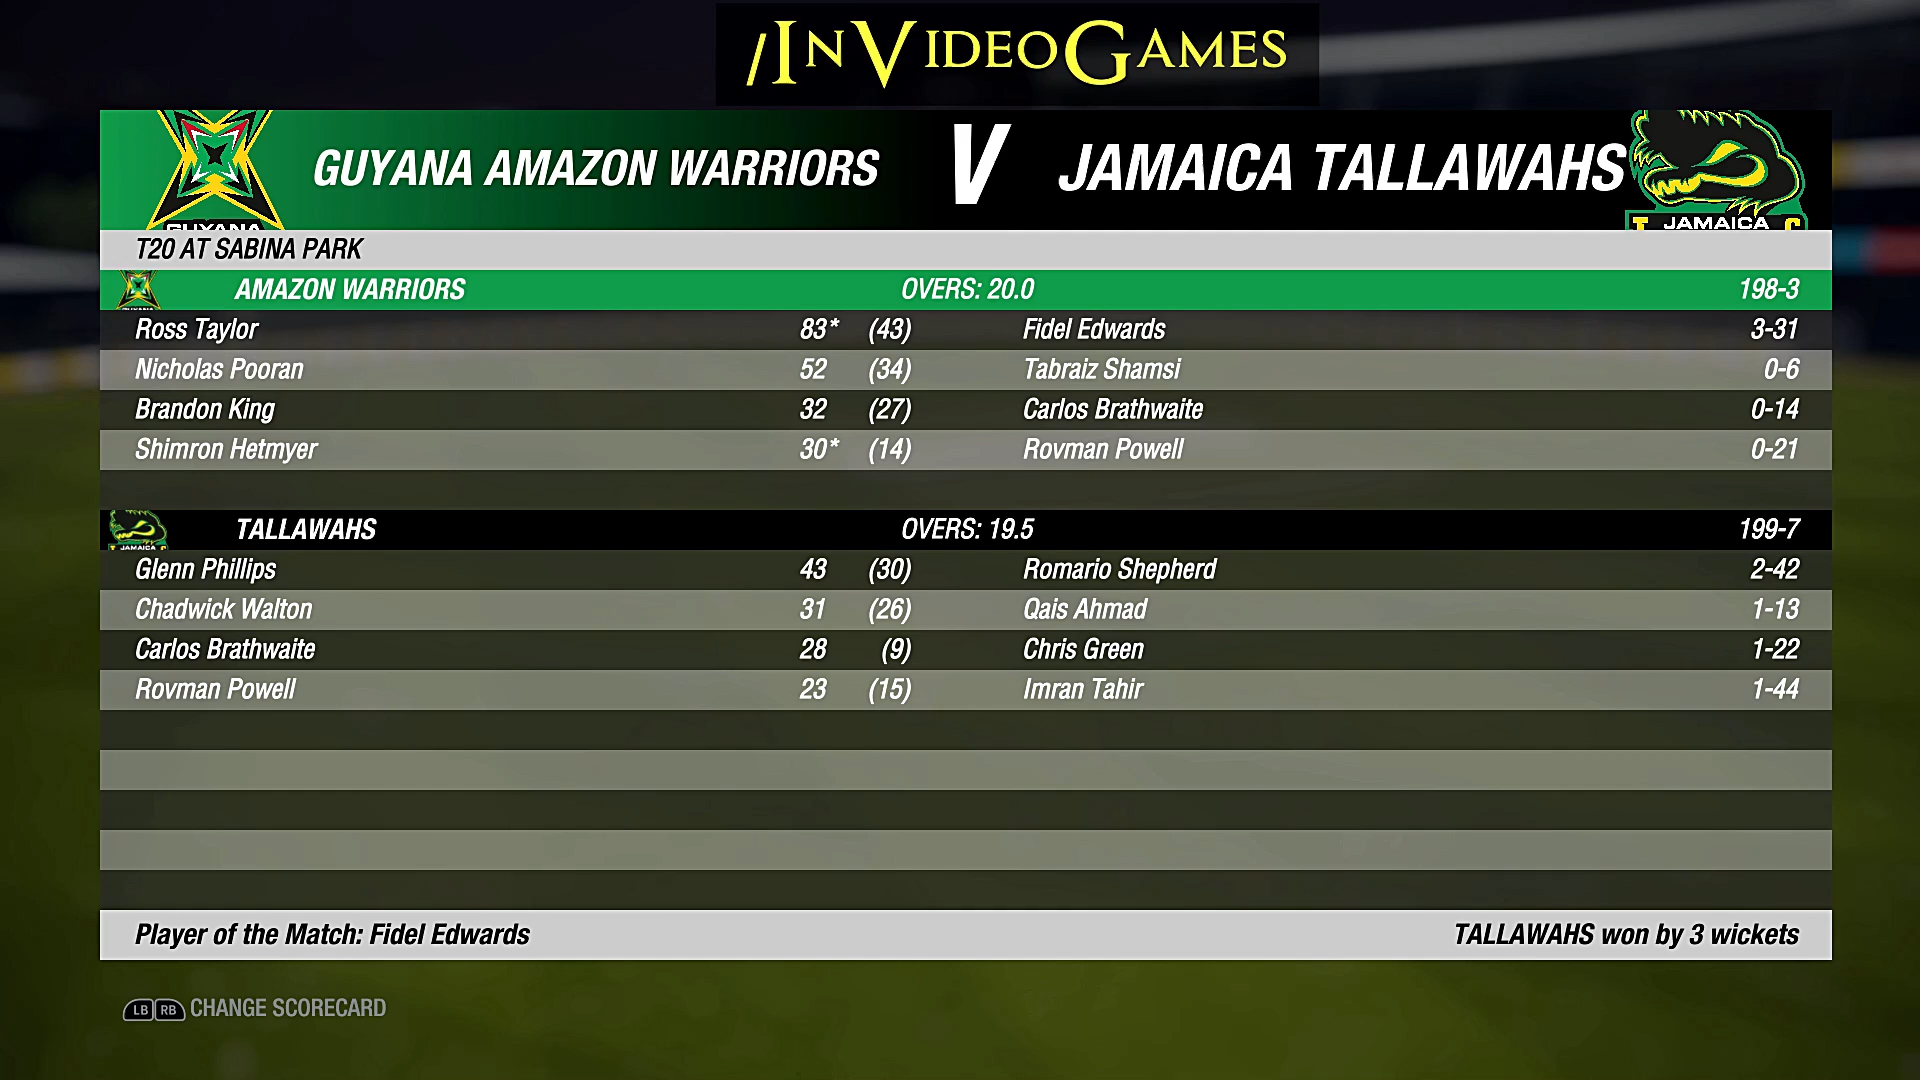 /InVideoGames
GUYANA AMAZON WARRIORS V JAMAICA TALLAWAHS
GUYANA
T JAMAICA C
T20 AT SABINA PARK
AMAZON WARRIORS OVERS: 20.0 198-3
Ross Taylor 83* (43) Fidel Edwards 3-31
Nicholas Pooran 52 (34) Tabraiz Shamsi 0-6
Brandon King 32 (27) Carlos Brathwaite 0-14
Shimron Hetmyer 30* (14) Rovman Powell 0-21
TALLAWAHS OVERS: 19.5 199-7
T JAMAICA C
Glenn Phillips 43 (30) Romario Shepherd 2-42
Chadwick Walton 31 (26) Qais Ahmad 1-13
Carlos Brathwaite 28 (9) Chris Green 1-22
Rovman Powell 23 (15) Imran Tahir 1-44
Player of the Match: Fidel Edwards TALLAWAHS won by 3 wickets
LB RB CHANGE SCORECARD